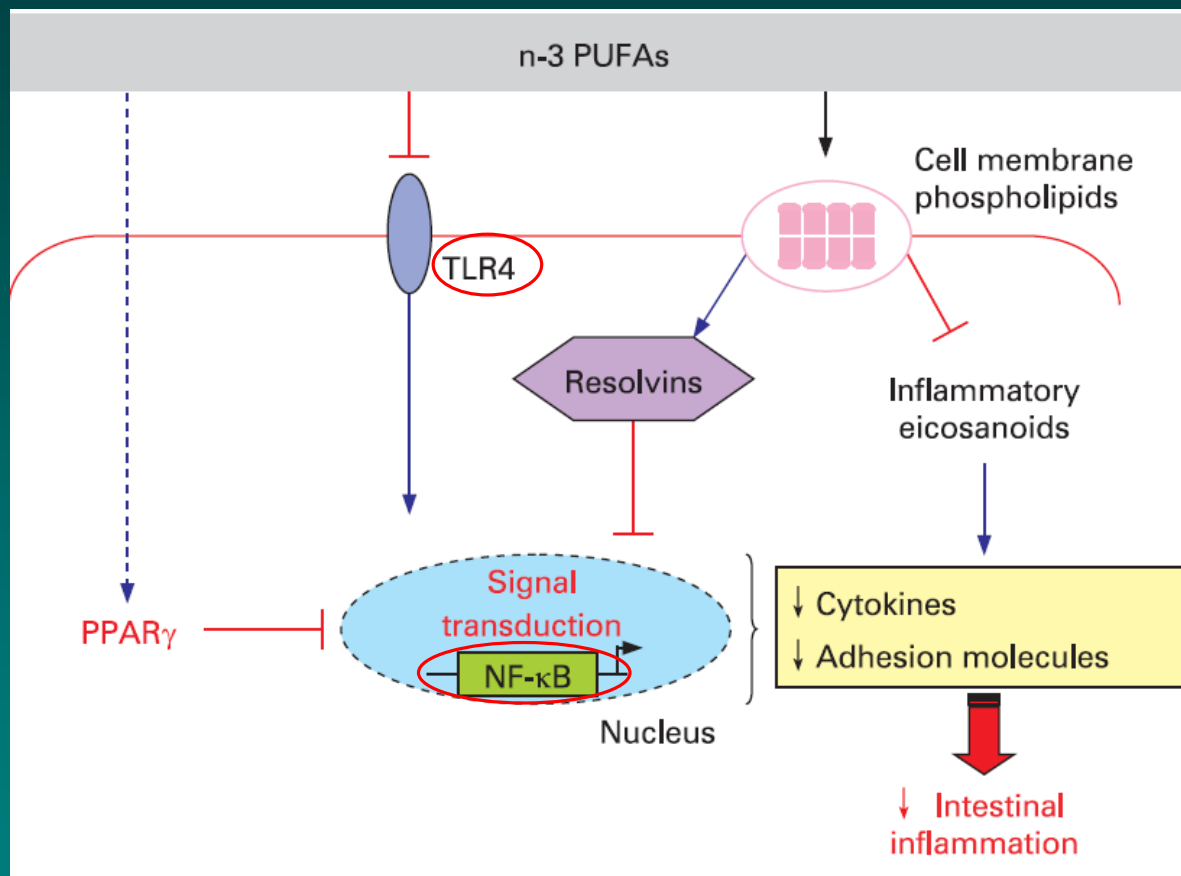 n-3 PUFAs
Cell membrane
phospholipids
TLR4
Resolvins
Inflammatory
eicosanoids
Signal
transduction
PPARγ
NF-κB
Nucleus
↓ Cytokines
↓ Adhesion molecules
↓ Intestinal
inflammation